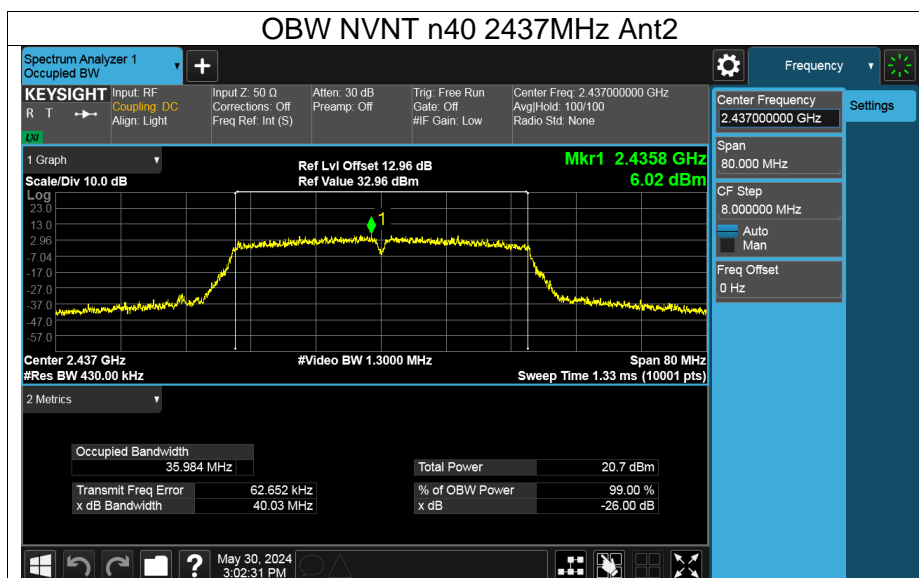 OBW NVNT n40 2437MHz Ant2
Spectrum Analyzer 1
Occupied BW
+
Frequency
KEYSIGHT
R T
LXI
Input: RF
Coupling: DC
Align: Light
Input Z: 50 Ω
Corrections: Off
Freq Ref: Int (S)
Atten: 30 dB
Preamp: Off
Trig: Free Run
Gate: Off
#IF Gain: Low
Center Freq: 2.437000000 GHz
Avg|Hold: 100/100
Radio Std: None
Center Frequency
2.437000000 GHz
Settings
Span
80.000 MHz
CF Step
8.000000 MHz
Auto
Man
Freq Offset
0 Hz
1 Graph
Scale/Div 10.0 dB
Ref Lvl Offset 12.96 dB
Ref Value 32.96 dBm
Mkr1 2.4358 GHz
6.02 dBm
Log
23.0
13.0
2.96
-7.04
-17.0
-27.0
-37.0
-47.0
-57.0
1
Center 2.437 GHz
#Video BW 1.3000 MHz
Span 80 MHz
#Res BW 430.00 kHz
Sweep Time 1.33 ms (10001 pts)
2 Metrics
Occupied Bandwidth
35.984 MHz
Total Power 20.7 dBm
Transmit Freq Error 62.652 kHz
% of OBW Power 99.00 %
x dB Bandwidth 40.03 MHz
x dB -26.00 dB
?
May 30, 2024
3:02:31 PM